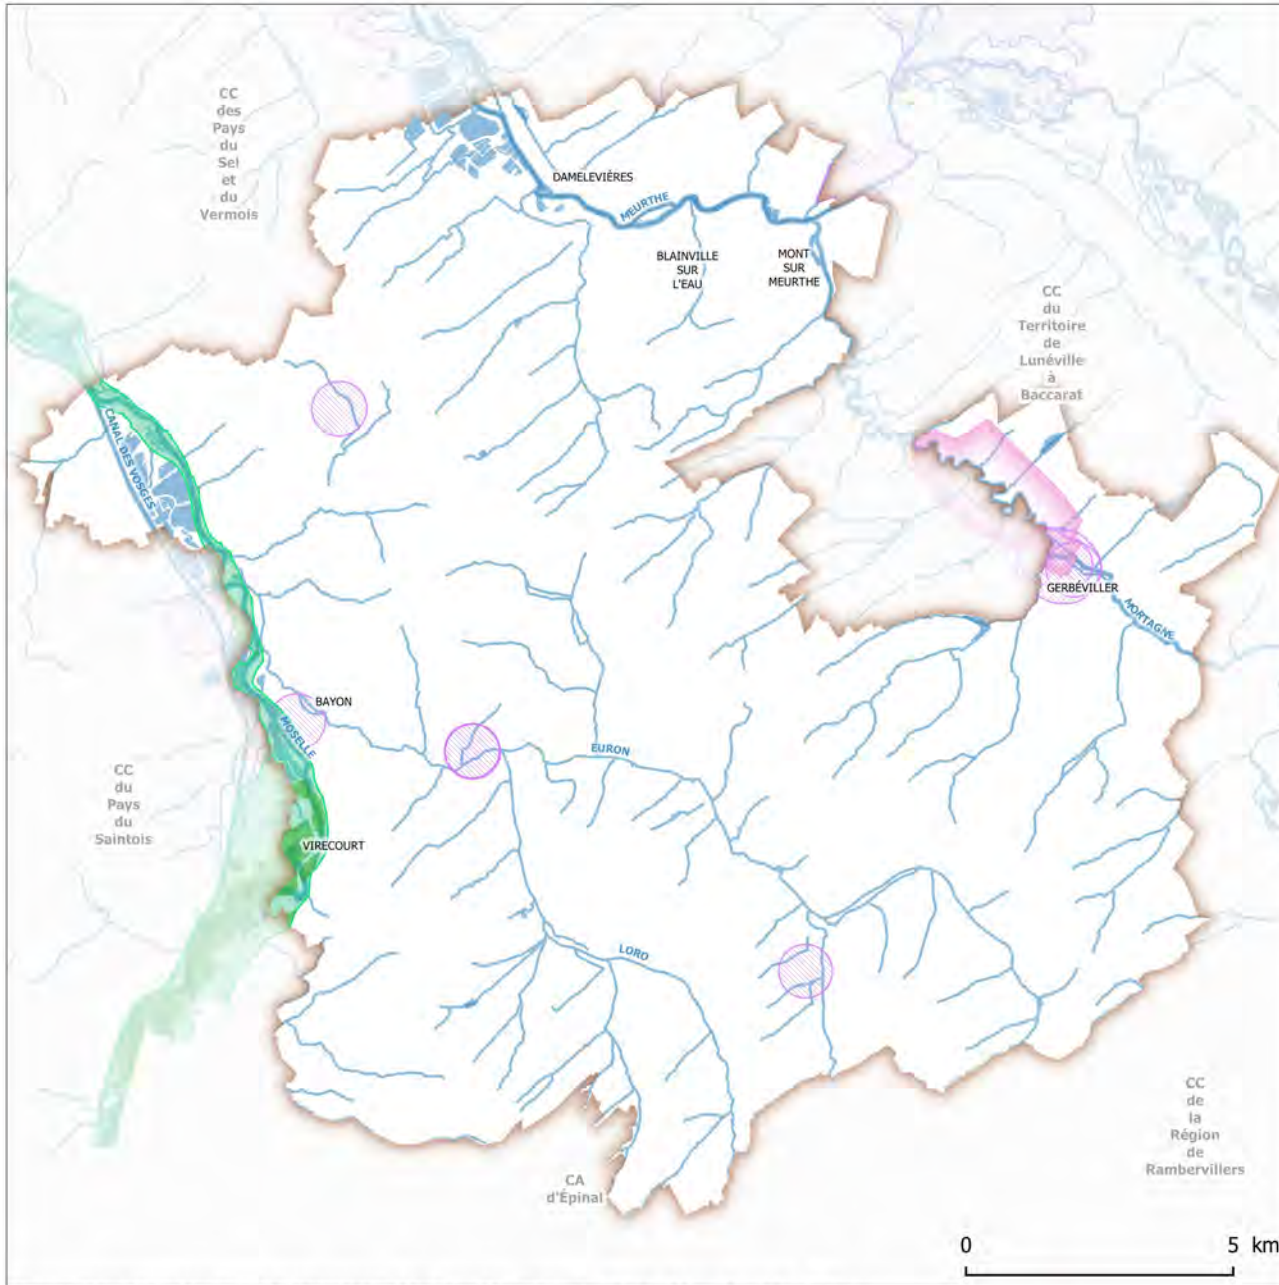 CC
des
Pays
du
Sel
et
du
Vermois
DAMELEVIÈRES
MEURTHE
BLAINVILLE
SUR
L'EAU
MONT
SUR
MEURTHE
CC
du
Territoire
de
Lunéville
à
Baccarat
CANAL DES VOSGES
GERBÉVILLER
MORTAGNE
BAYON
MOSELLE
EURON
CC
du
Pays
du
Saintois
VIRECOURT
LORO
CC
de
la
Région
de
Rambervillers
CA
d'Épinal
0 5 km